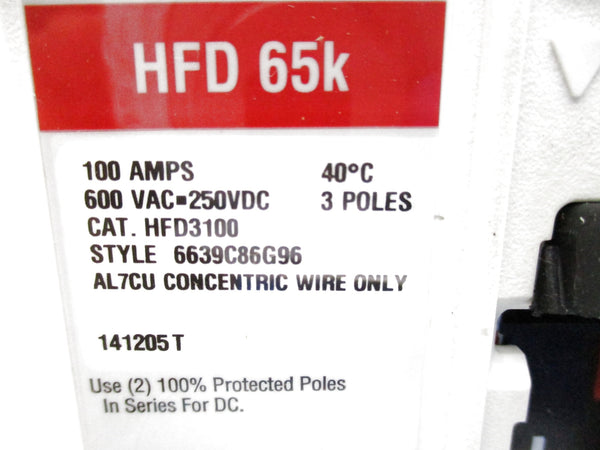 HFD 65k
100 AMPS 40°C
600 VAC=250VDC 3 POLES
CAT. HFD3100
STYLE 6639C86G96
AL7CU CONCENTRIC WIRE ONLY
141205 T
Use (2) 100% Protected Poles
In Series For DC.